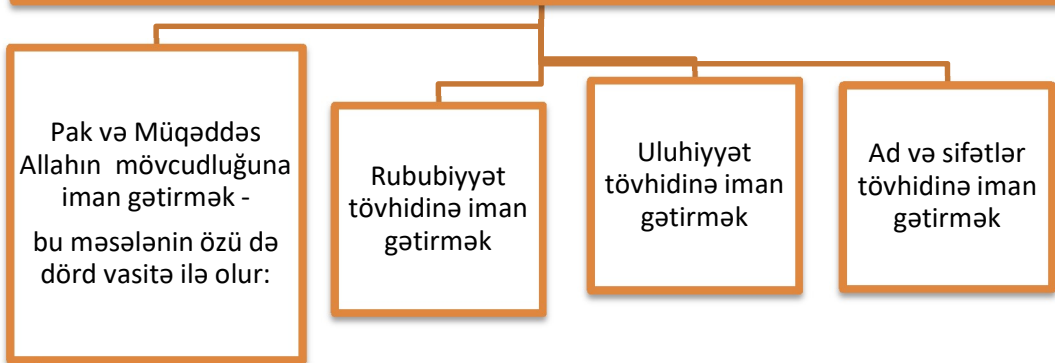 Pak və Müqəddəs
Allahın mövcudluğuna
iman gətirmək -
bu məsələnin özü də
dörd vasitə ilə olur:
Rububiyyət
tövhidinə iman
gətirmək
Uluhiyyət
tövhidinə iman
gətirmək
Ad və sifətlər
tövhidinə iman
gətirmək